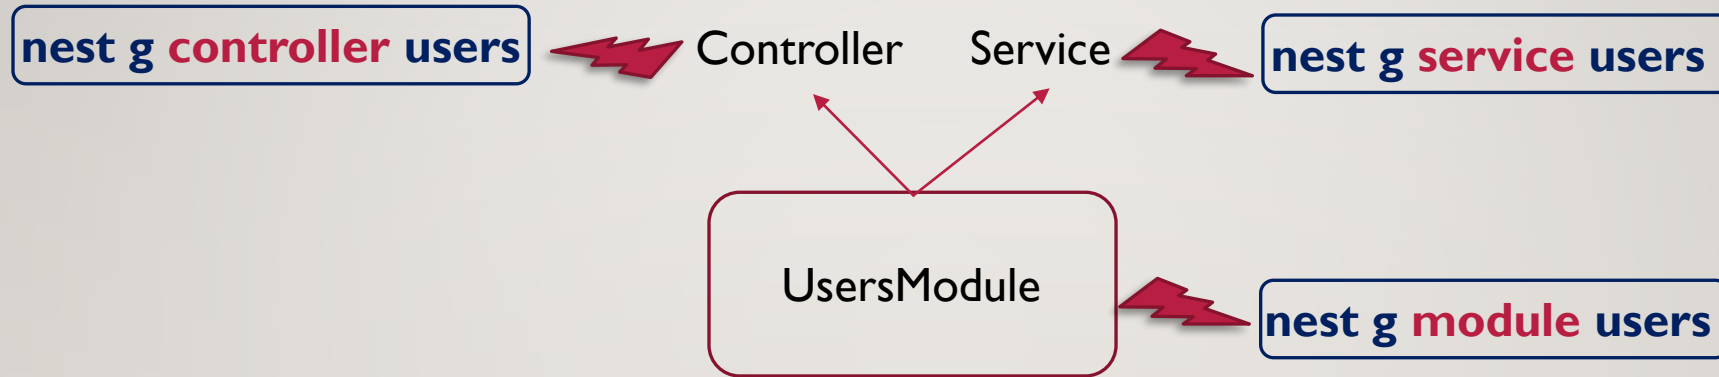 nest g controller users
Controller
Service
nest g service users
UsersModule
nest g module users